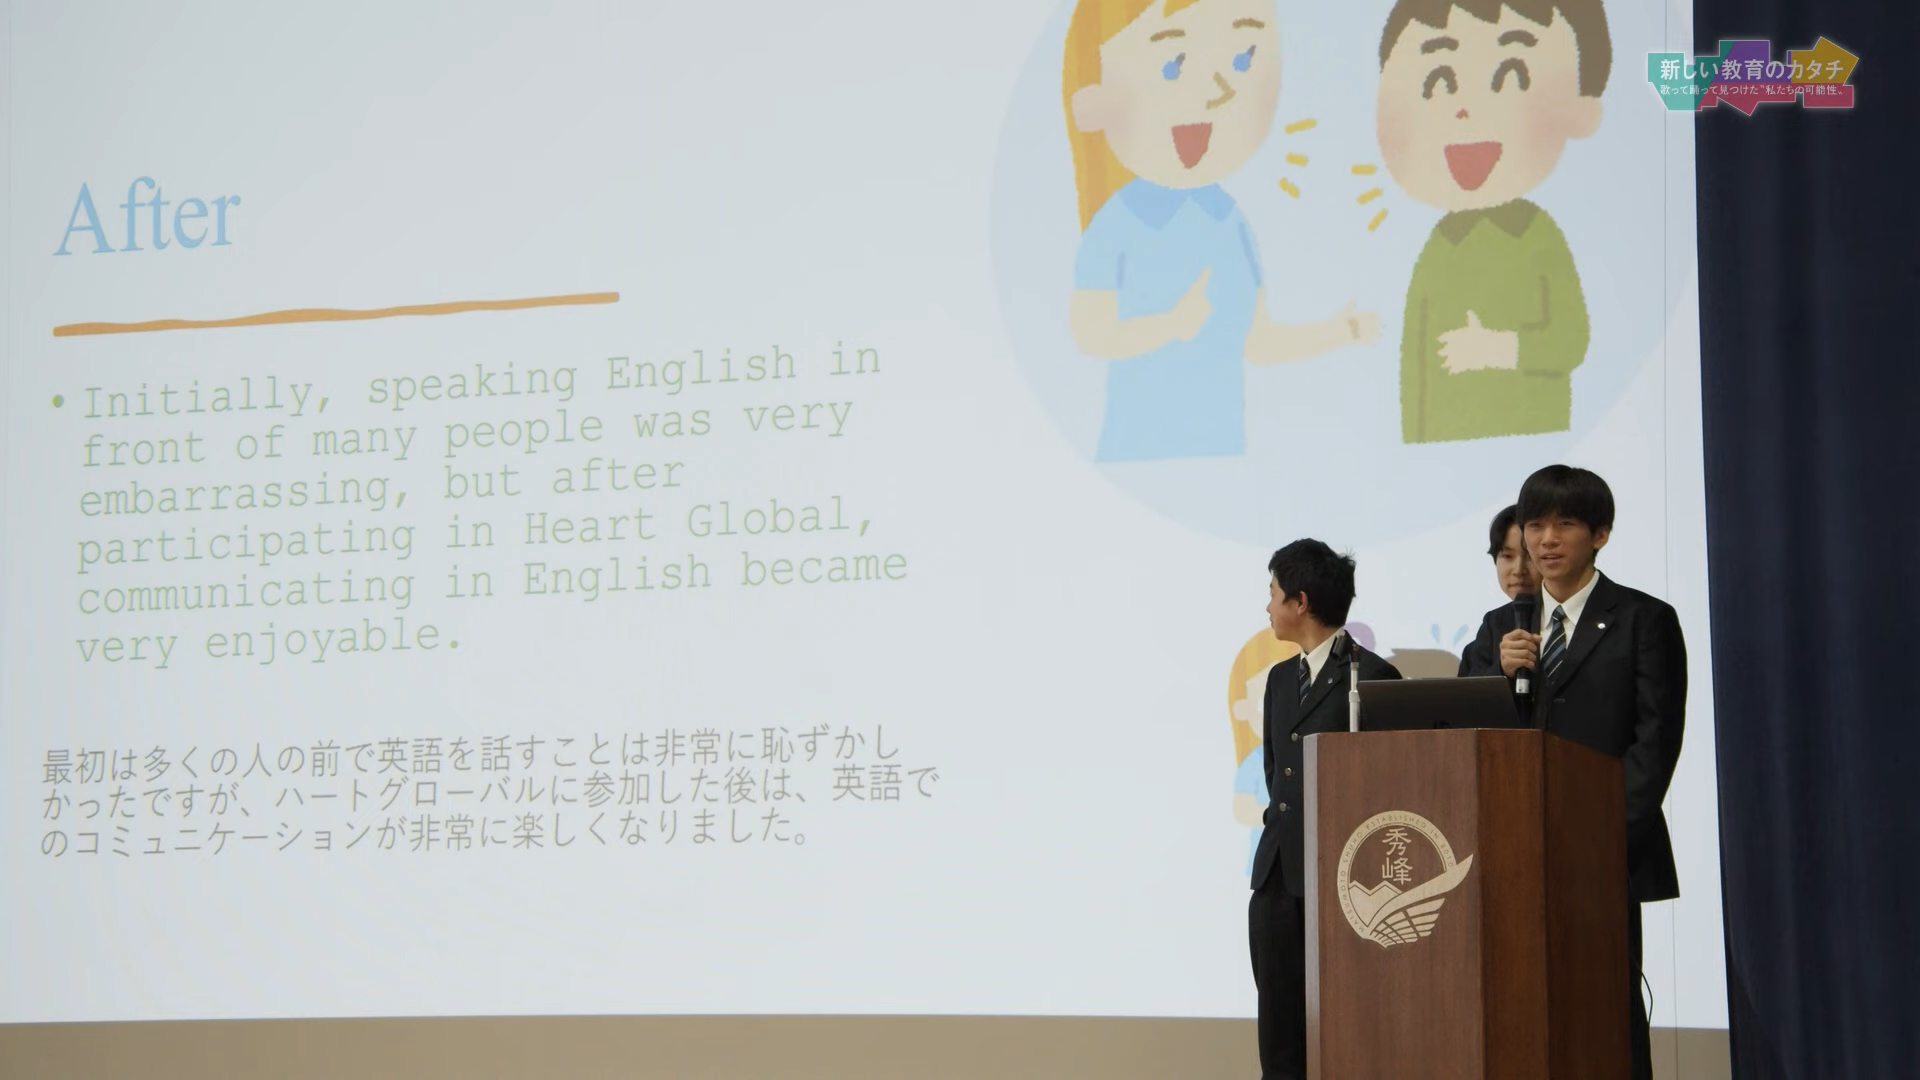 新しい教育のカタチ
歌って踊って見つけた"私たちの可能性。
After
• Initially, speaking English in
front of many people was very
embarrassing, but after
participating in Heart Global,
communicating in English became
very enjoyable.
最初は多くの人の前で英語を話すことは非常に恥ずかし
かったですが、ハートグローバルに参加した後は、英語で
のコミュニケーションが非常に楽しくなりました。
秀
峰